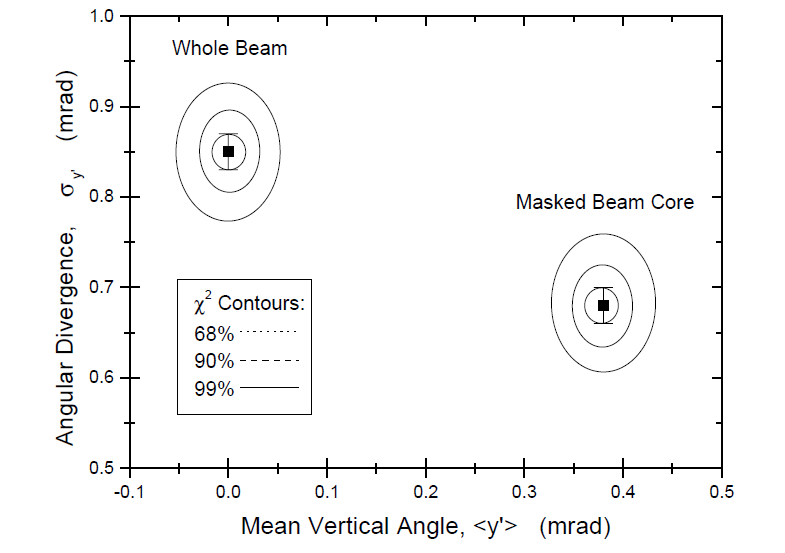 Whole Beam
Masked Beam Core
χ² Contours:
68%
90%
99%
Angular Divergence, σy' (mrad)
1.0
0.9
0.8
0.7
0.6
0.5
-0.1 0.0 0.1 0.2 0.3 0.4 0.5
Mean Vertical Angle, <y'> (mrad)